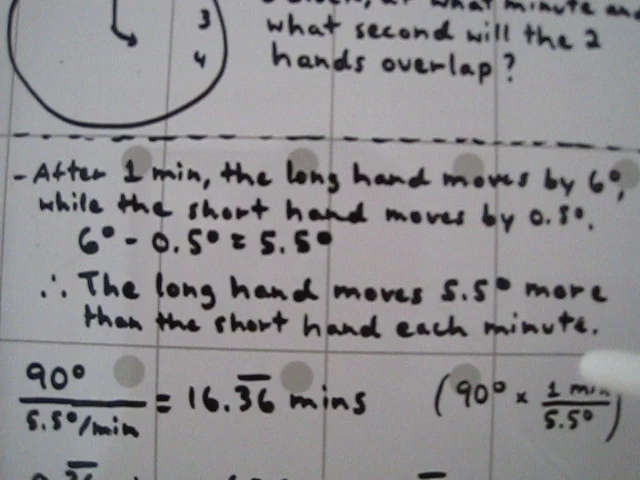 3
4
what minute and
what second will the 2
hands overlap?
- After 1 min, the long hand moves by 6°,
while the short hand moves by 0.5°.
6° - 0.5° = 5.5°
∴ The long hand moves 5.5° more
than the short hand each minute.
90° / 5.5°/min = 16.3̅6̅ mins (90° × 1 min / 5.5°)